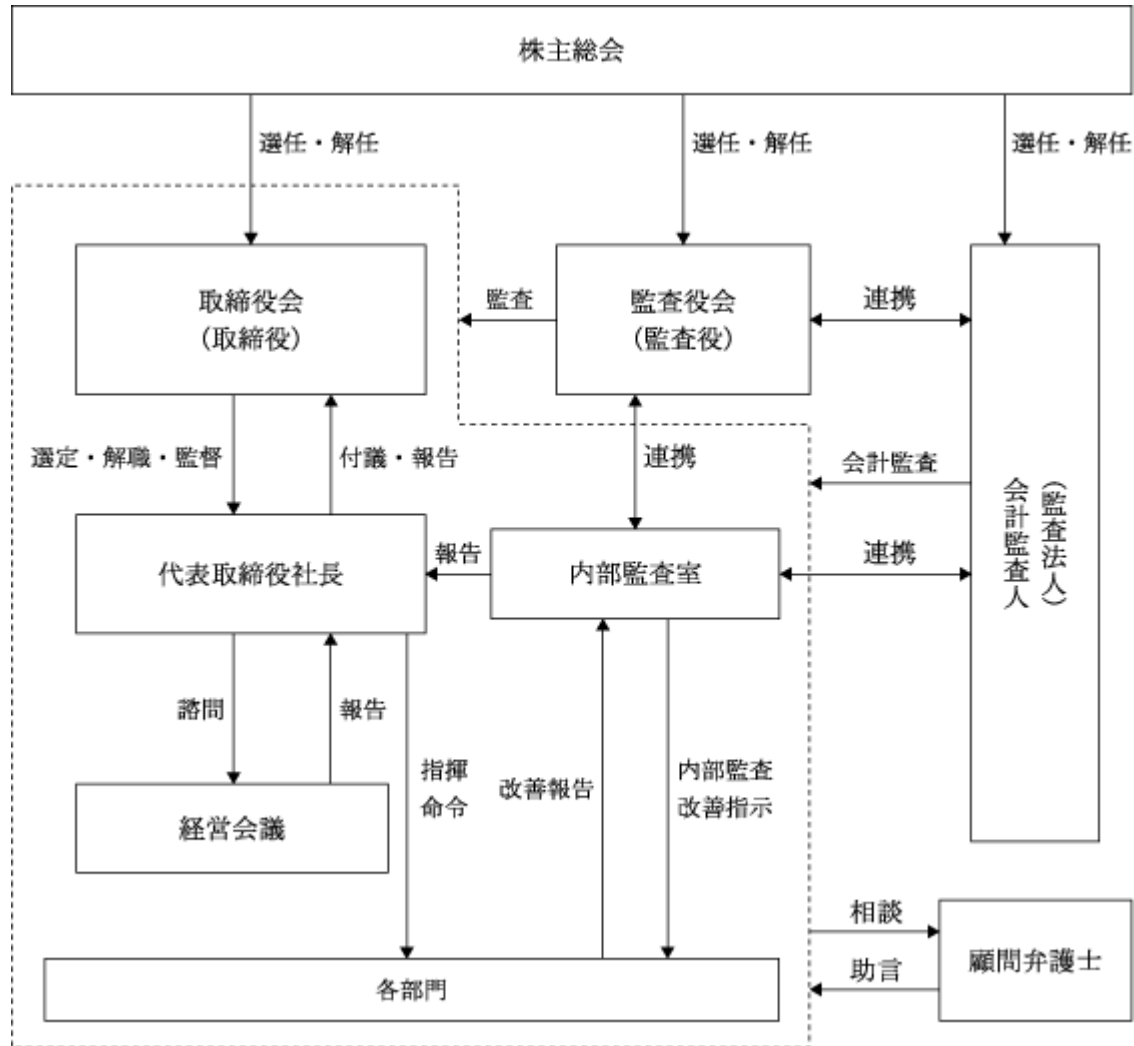 株主総会
選任・解任
選任・解任
選任・解任
取締役会
（取締役）
監査
監査役会
（監査役）
連携
選定・解職・監督
付議・報告
連携
会計監査
会計監査人
（監査法人）
代表取締役社長
報告
内部監査室
連携
諮問
報告
指揮
命令
改善報告
内部監査
改善指示
経営会議
相談
助言
顧問弁護士
各部門